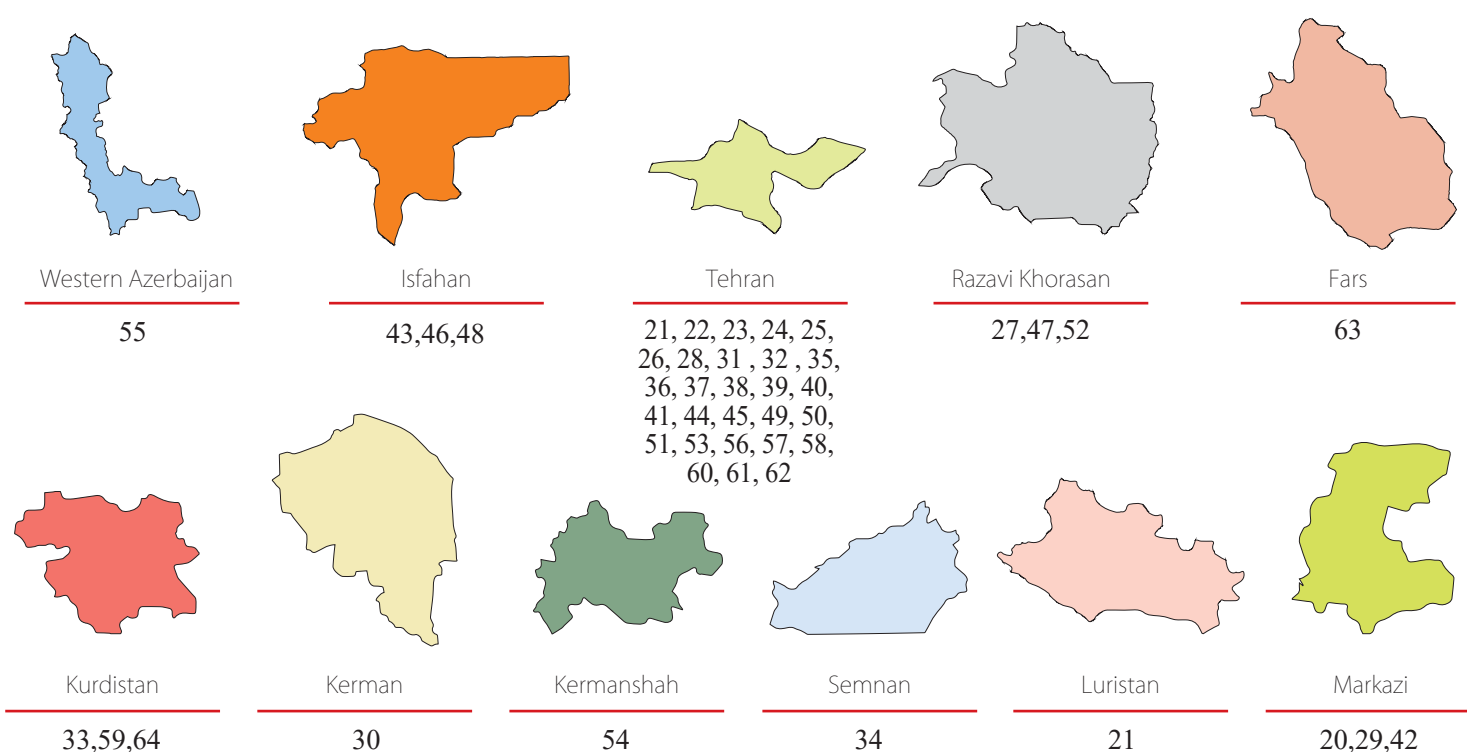 Western Azerbaijan
55
Isfahan
43,46,48
Tehran
21, 22, 23, 24, 25,
26, 28, 31 , 32 , 35,
36, 37, 38, 39, 40,
41, 44, 45, 49, 50,
51, 53, 56, 57, 58,
60, 61, 62
Razavi Khorasan
27,47,52
Fars
63
Kurdistan
33,59,64
Kerman
30
Kermanshah
54
Semnan
34
Luristan
21
Markazi
20,29,42